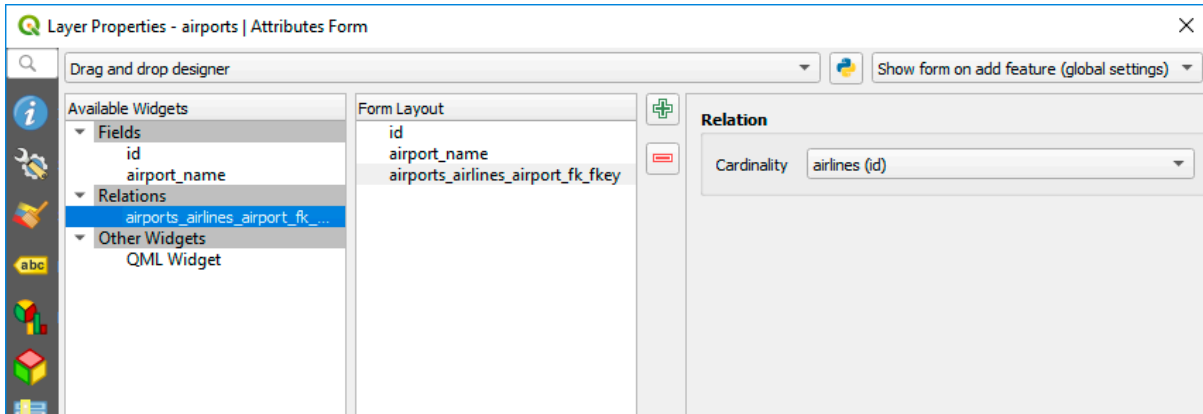 Layer Properties - airports | Attributes Form
Drag and drop designer
Show form on add feature (global settings)
Available Widgets
Fields
id
airport_name
Relations
airports_airlines_airport_fk_...
Other Widgets
QML Widget
Form Layout
id
airport_name
airports_airlines_airport_fk_fkey
Relation
Cardinality airlines (id)
abc